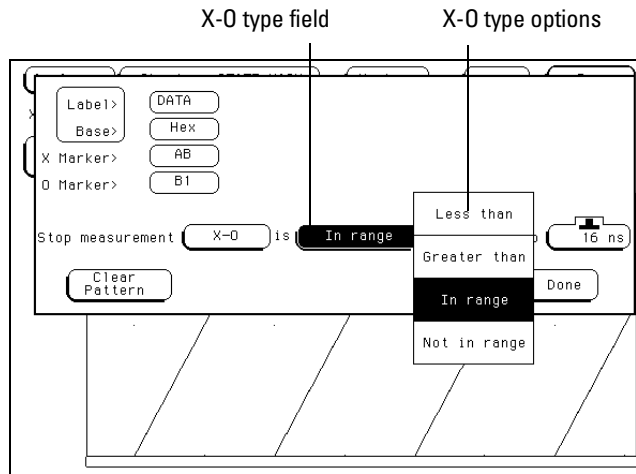 X-O type field X-O type options
Label> DATA
Base> Hex
X Marker> AB
O Marker> B1
Less than
Stop measurement X-O is In range 16 ns
Greater than
Clear
Pattern
In range
Done
Not in range